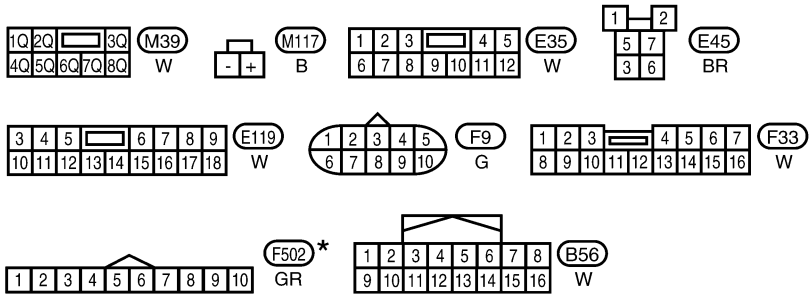 1Q 2Q 3Q M39
4Q 5Q 6Q 7Q 8Q W
- + M117
B
1 2 3 4 5 E35
6 7 8 9 10 11 12 W
1 2
5 7 E45
3 6 BR
3 4 5 6 7 8 9 E119
10 11 12 13 14 15 16 17 18 W
1 2 3 4 5 F9
6 7 8 9 10 G
1 2 3 4 5 6 7 F33
8 9 10 11 12 13 14 15 16 W
F502 *
1 2 3 4 5 6 7 8 9 10 GR
1 2 3 4 5 6 7 8 B56
9 10 11 12 13 14 15 16 W